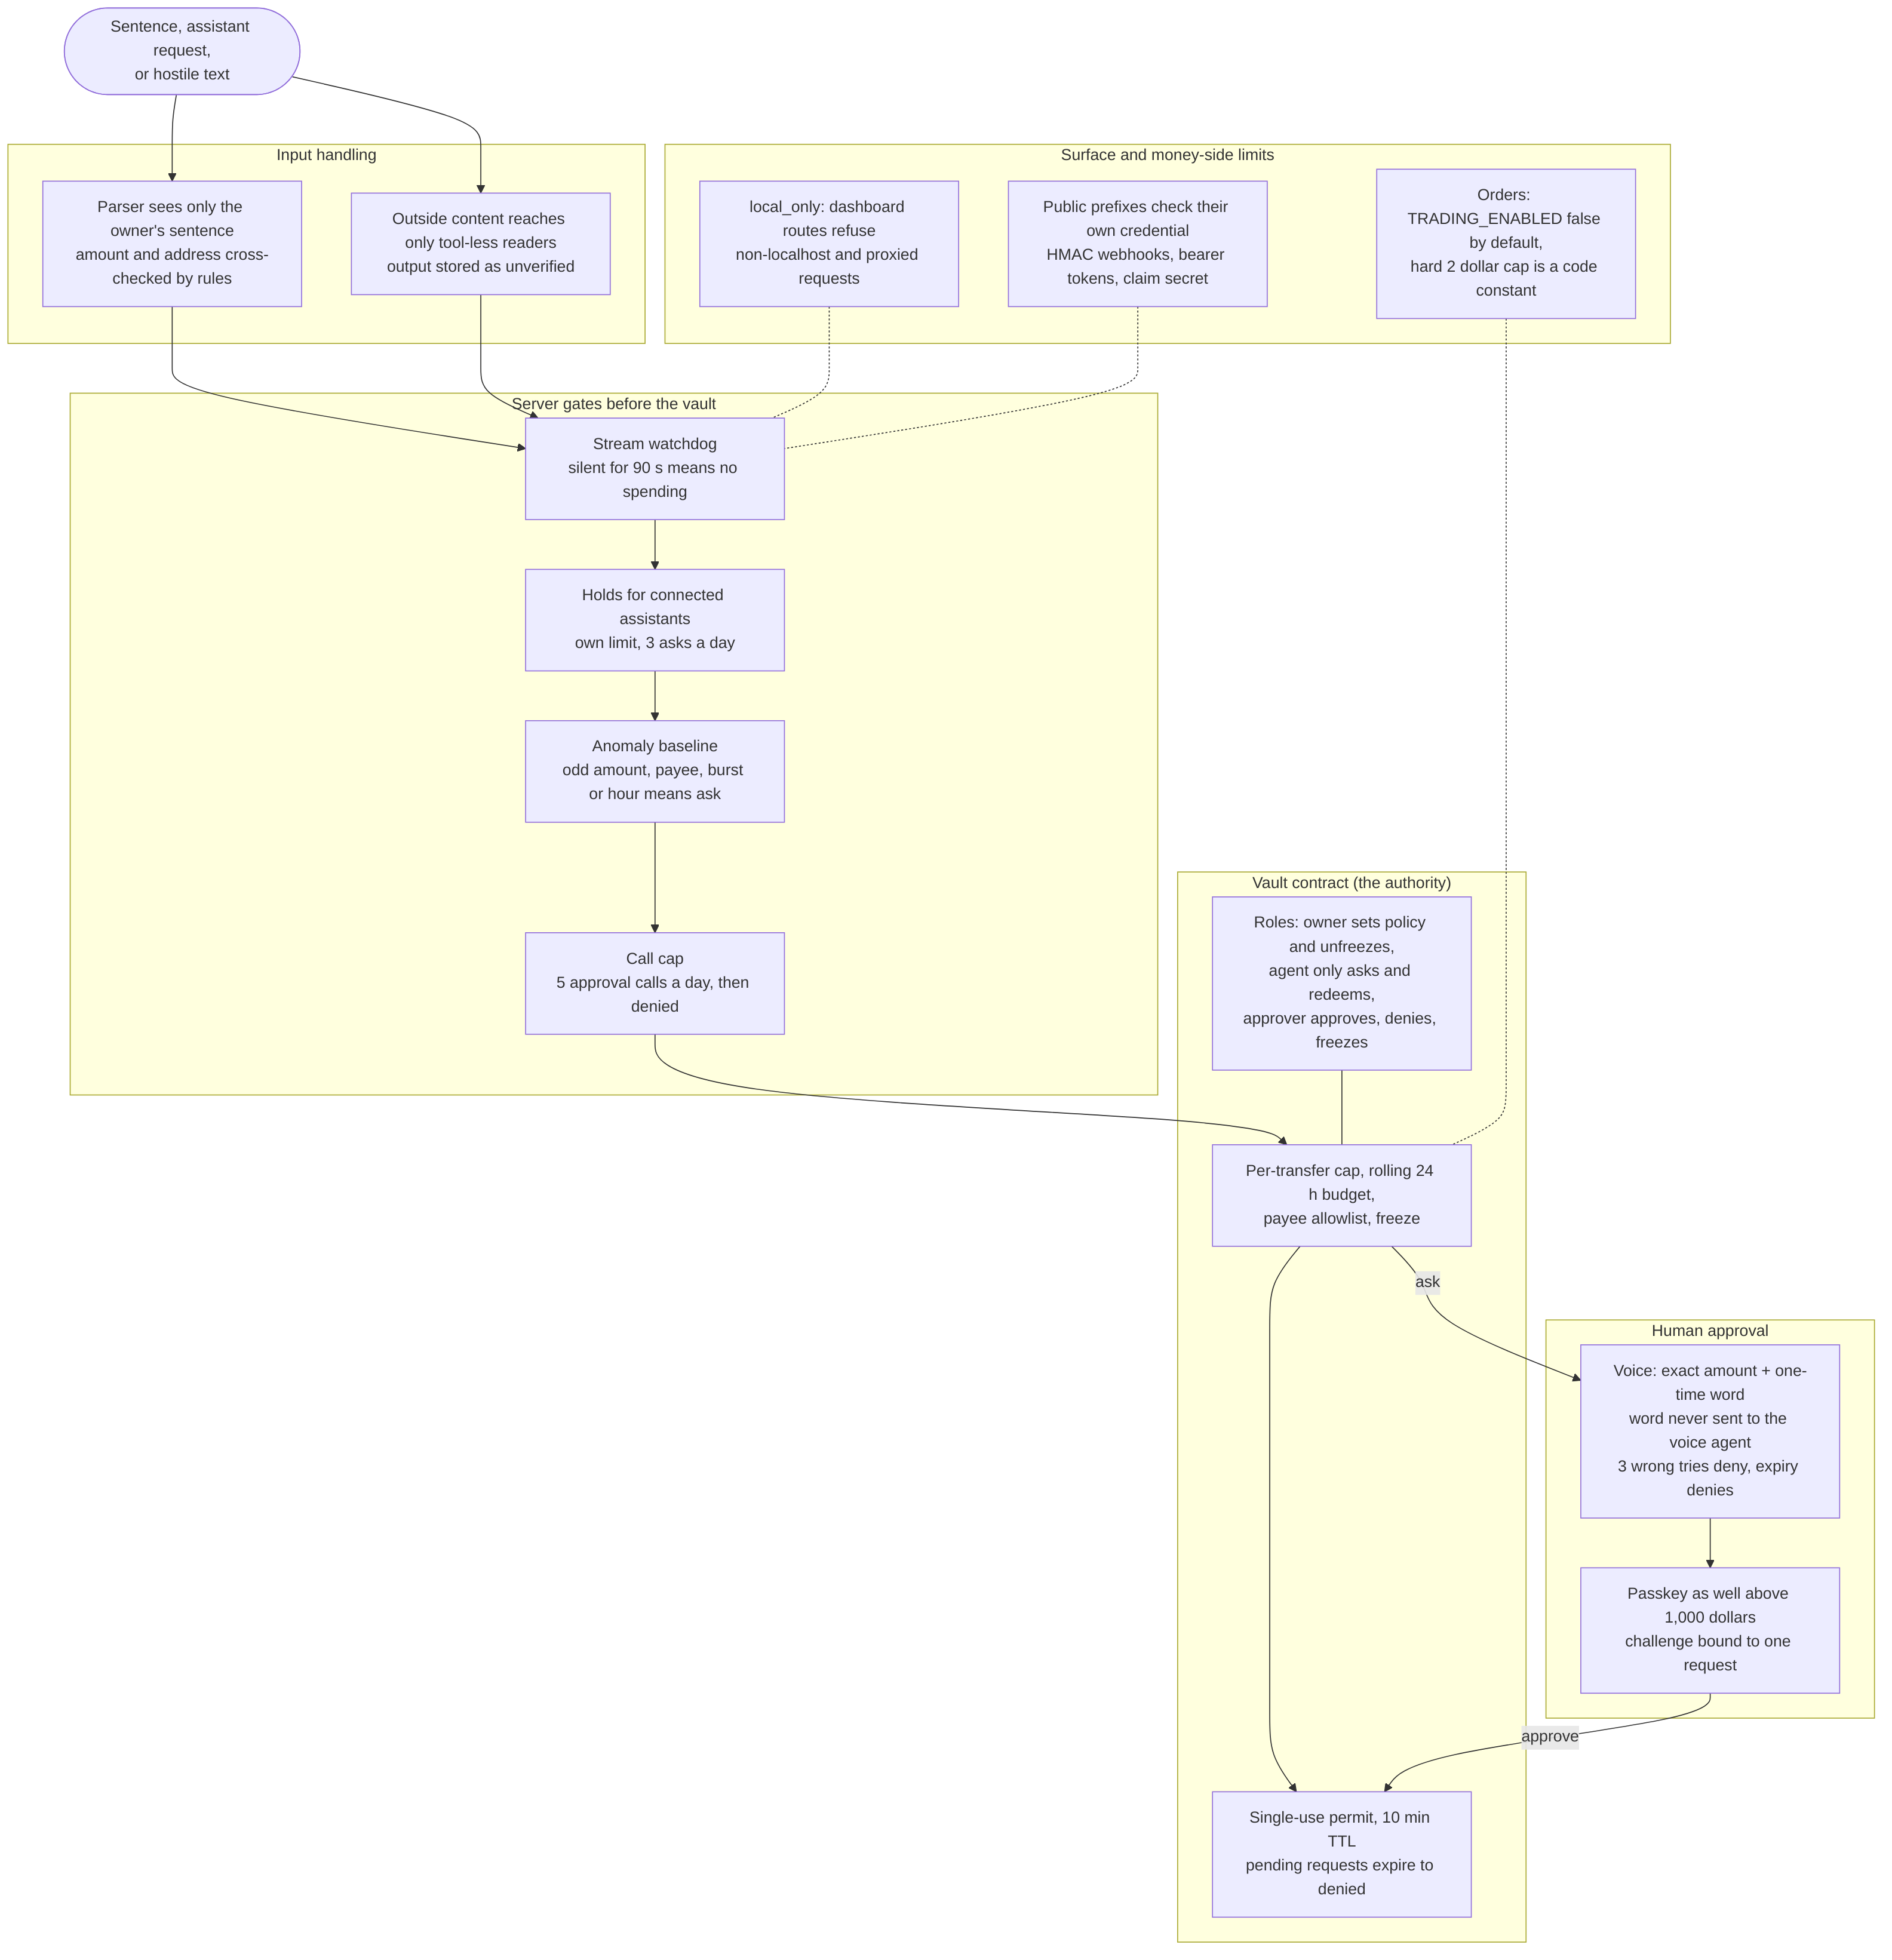 Sentence, assistant
request,
or hostile text
Input handling
Parser sees only the
owner's sentence
amount and address cross-
checked by rules
Outside content reaches
only tool-less readers
output stored as unverified
Surface and money-side limits
local_only: dashboard
routes refuse
non-localhost and proxied
requests
Public prefixes check their
own credential
HMAC webhooks, bearer
tokens, claim secret
Orders:
TRADING_ENABLED false
by default,
hard 2 dollar cap is a code
constant
Server gates before the vault
Stream watchdog
silent for 90 s means no
spending
Holds for connected
assistants
own limit, 3 asks a day
Anomaly baseline
odd amount, payee, burst
or hour means ask
Call cap
5 approval calls a day, then
denied
Vault contract (the authority)
Roles: owner sets policy
and unfreezes,
agent only asks and
redeems,
approver approves, denies,
freezes
Per-transfer cap, rolling 24
h budget,
payee allowlist, freeze
ask
Human approval
Voice: exact amount + one-
time word
word never sent to the
voice agent
3 wrong tries deny, expiry
denies
Passkey as well above
1,000 dollars
challenge bound to one
request
approve
Single-use permit, 10 min
TTL
pending requests expire to
denied